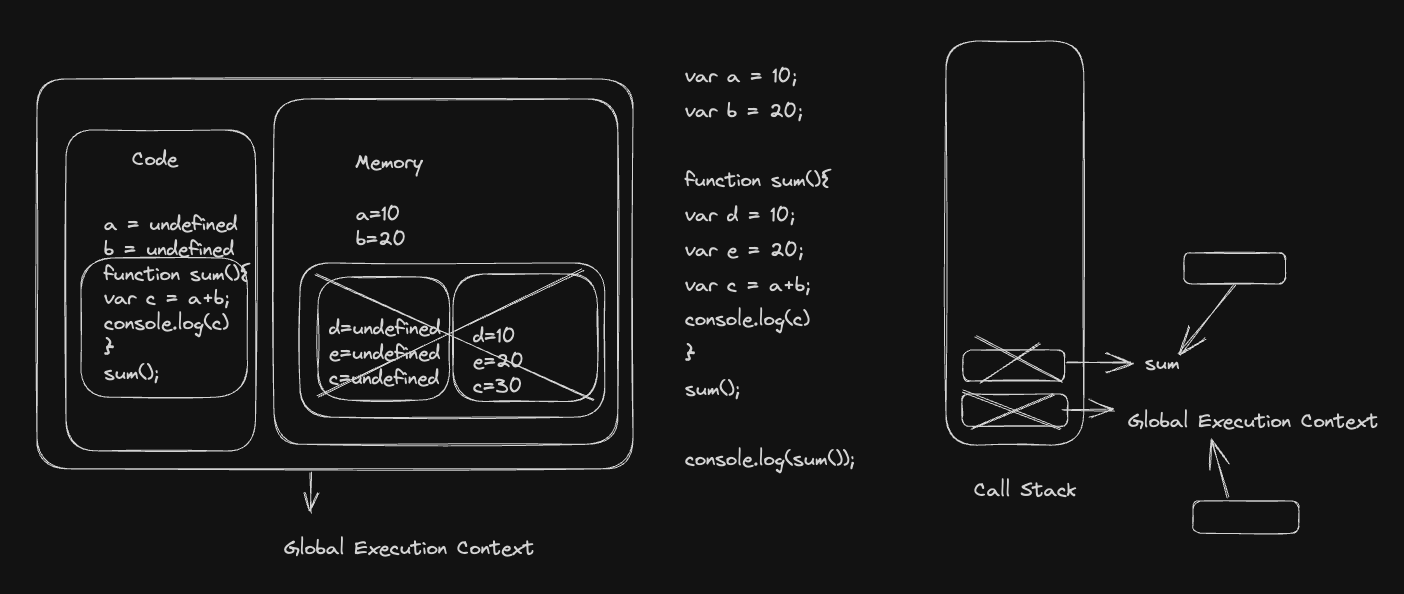 Code
a = undefined
b = undefined
function sum(){
var c = a+b;
console.log(c)
}
sum();
Memory
a=10
b=20
d=undefined
e=undefined
c=undefined
d=10
e=20
c=30
Global Execution Context
var a = 10;
var b = 20;
function sum(){
var d = 10;
var e = 20;
var c = a+b;
console.log(c)
}
sum();
console.log(sum());
sum
Global Execution Context
Call Stack